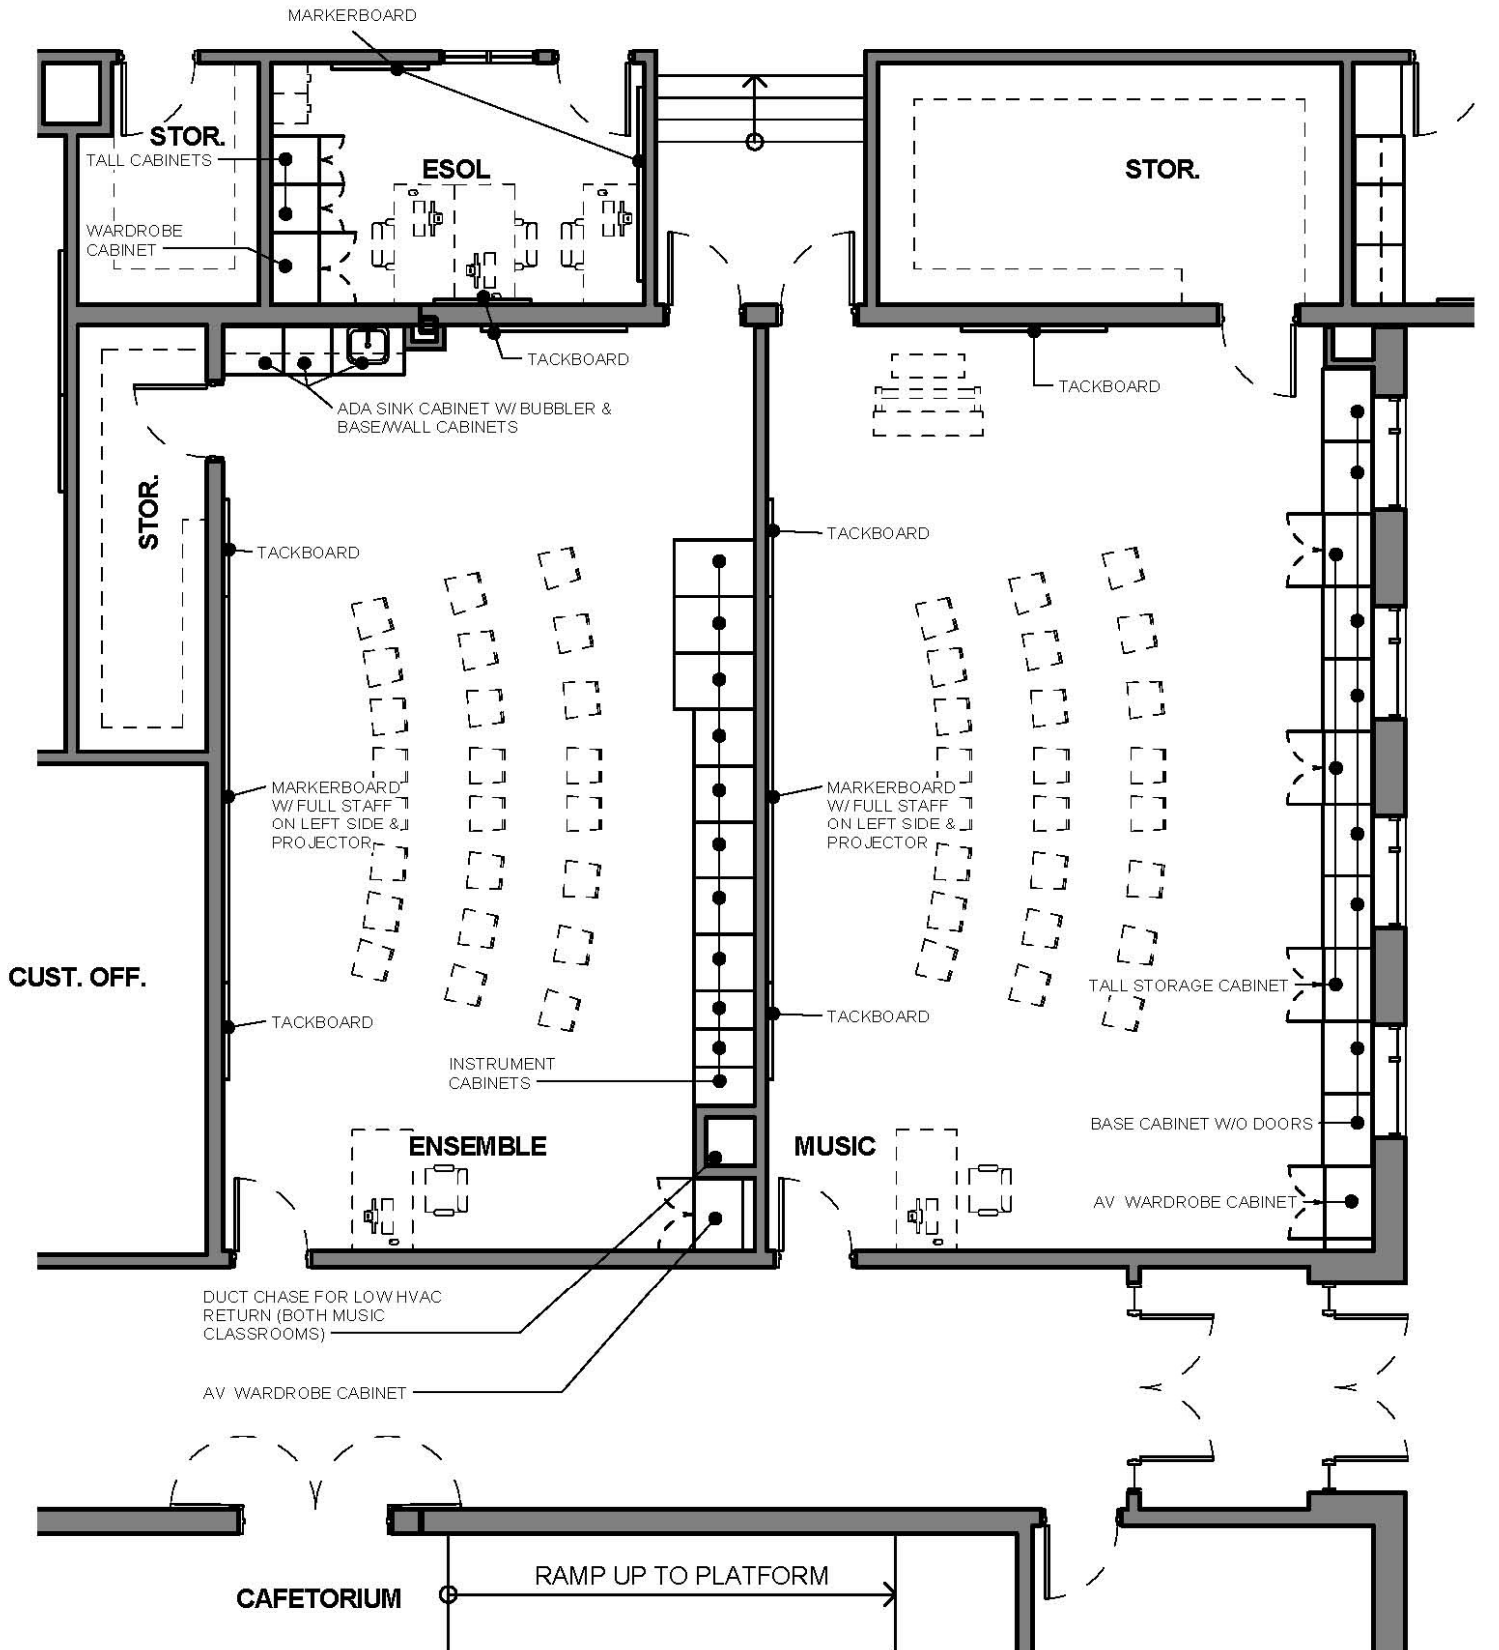 MARKERBOARD
STOR.
TALL CABINETS
ESOL
STOR.
WARDROBE
CABINET
TACKBOARD
TACKBOARD
ADA SINK CABINET W/ BUBBLER &
BASE/WALL CABINETS
STOR.
TACKBOARD
TACKBOARD
MARKERBOARD
W/ FULL STAFF
ON LEFT SIDE &
PROJECTOR
MARKERBOARD
W/ FULL STAFF
ON LEFT SIDE &
PROJECTOR
CUST. OFF.
TALL STORAGE CABINET
TACKBOARD
TACKBOARD
INSTRUMENT
CABINETS
BASE CABINET W/O DOORS
ENSEMBLE
MUSIC
AV WARDROBE CABINET
DUCT CHASE FOR LOW HVAC
RETURN (BOTH MUSIC
CLASSROOMS)
AV WARDROBE CABINET
RAMP UP TO PLATFORM
CAFETORIUM